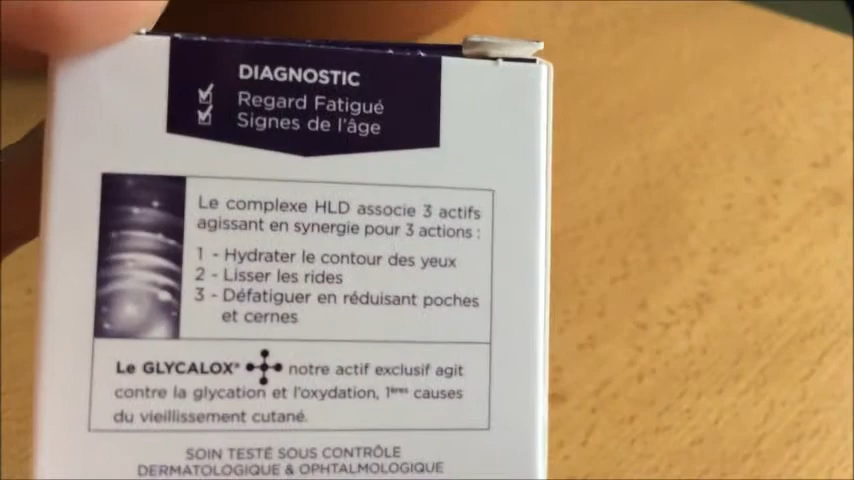 DIAGNOSTIC
Regard Fatigué
Signes de l'âge
Le complexe HLD associe 3 actifs
agissant en synergie pour 3 actions :
1 - Hydrater le contour des yeux
2 - Lisser les rides
3 - Défatiguer en réduisant poches
et cernes
Le GLYCALOX® notre actif exclusif agit
contre la glycation et l'oxydation, 1ères causes
du vieillissement cutané.
SOIN TESTÉ SOUS CONTRÔLE
DERMATOLOGIQUE & OPHTALMOLOGIQUE